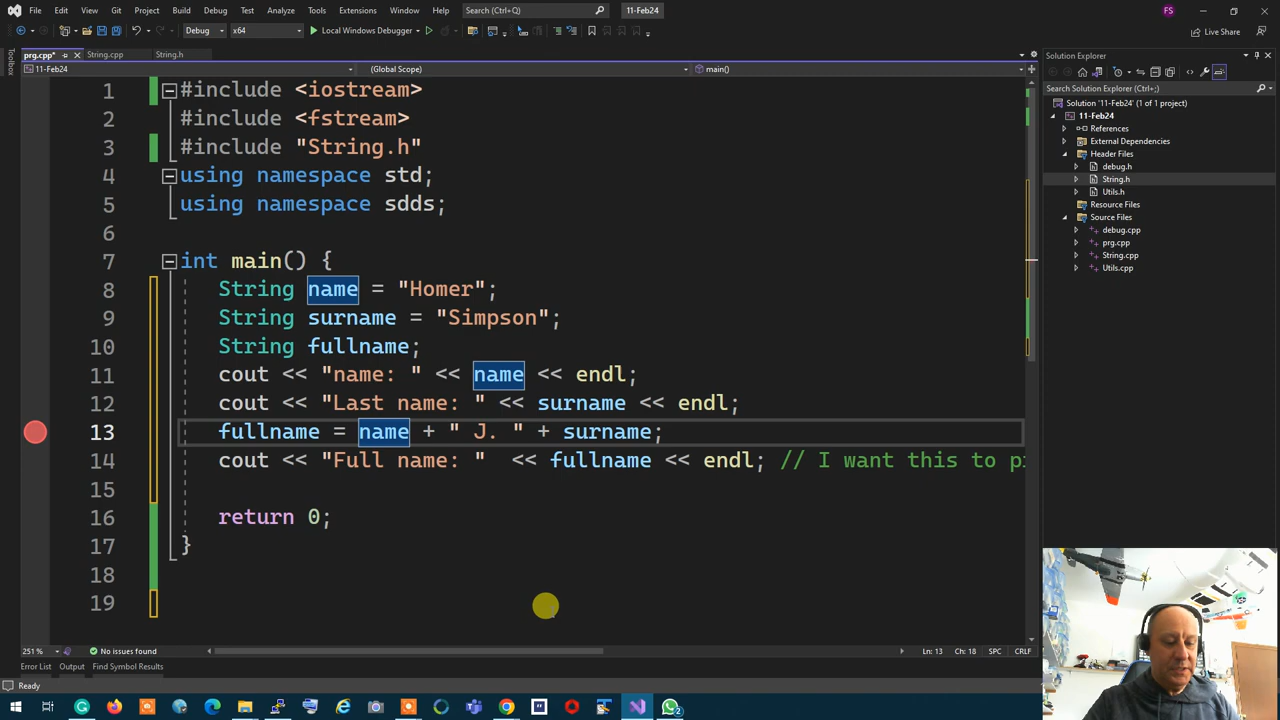 File Edit View Git Project Build Debug Test Analyze Tools Extensions Window Help Search (Ctrl+Q) 11-Feb24 FS
Debug x64 Local Windows Debugger Live Share
prg.cpp* String.cpp String.h
11-Feb24 (Global Scope) main()
Toolbox
1 #include <iostream>
2 #include <fstream>
3 #include "String.h"
4 using namespace std;
5 using namespace sdds;
6
7 int main() {
8 String name = "Homer";
9 String surname = "Simpson";
10 String fullname;
11 cout << "name: " << name << endl;
12 cout << "Last name: " << surname << endl;
13 fullname = name + " J. " + surname;
14 cout << "Full name: " << fullname << endl; // I want this to
15
16 return 0;
17 }
18
19
251 % No issues found Ln: 13 Ch: 18 SPC CRLF
Error List Output Find Symbol Results
Ready
Solution Explorer
Search Solution Explorer (Ctrl+;)
Solution '11-Feb24' (1 of 1 project)
11-Feb24
References
External Dependencies
Header Files
debug.h
String.h
Utils.h
Resource Files
Source Files
debug.cpp
prg.cpp
String.cpp
Utils.cpp
2